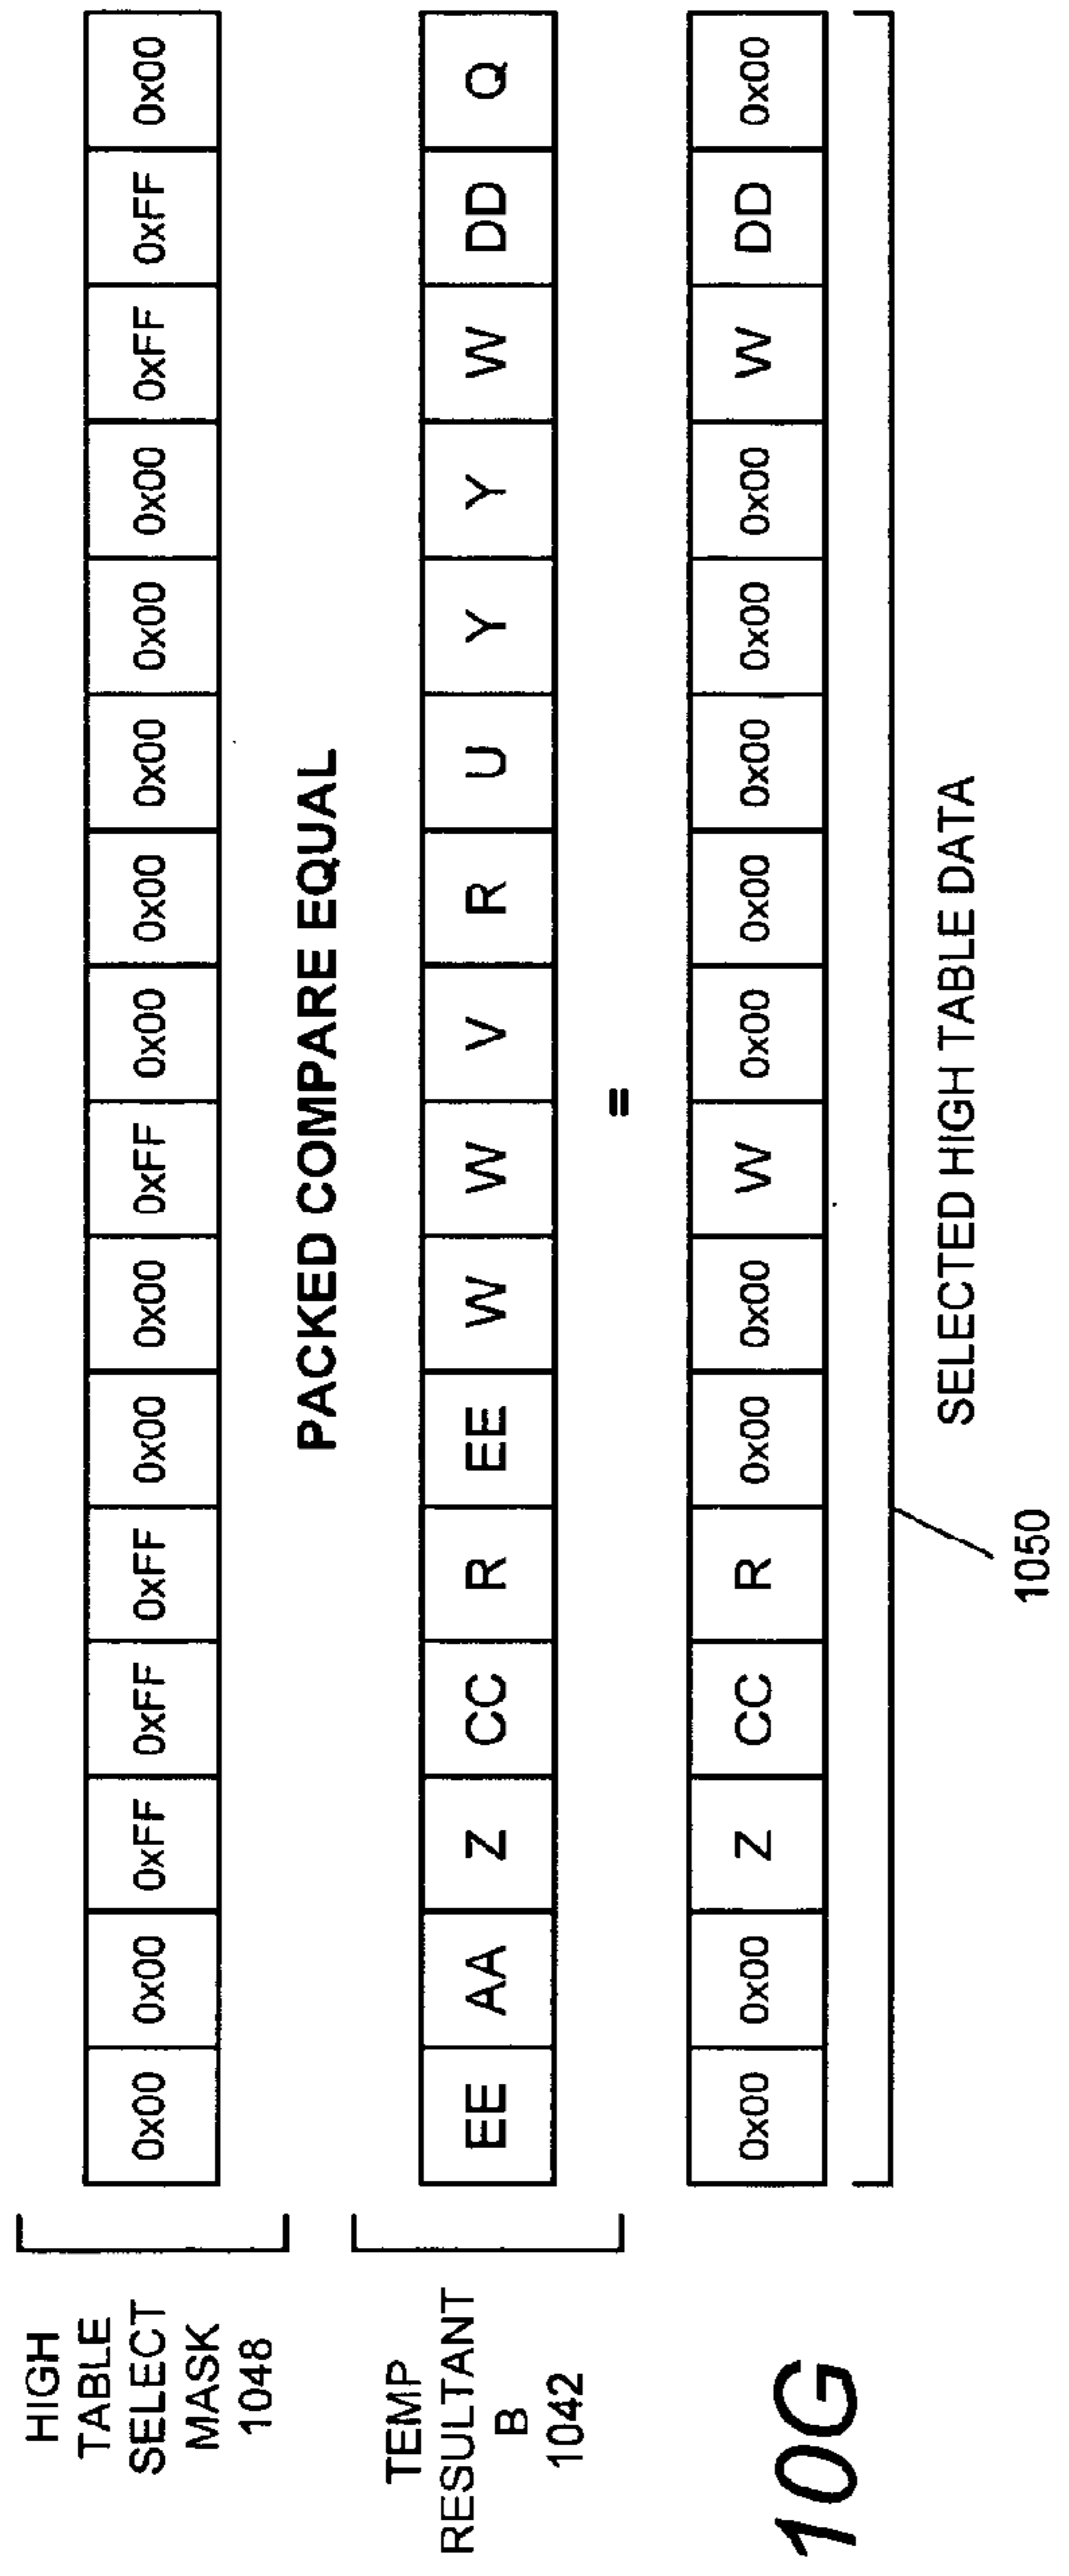 HIGH
TABLE
SELECT
MASK
1048
0x00 0x00 0xFF 0xFF 0xFF 0x00 0x00 0xFF 0x00 0x00 0x00 0x00 0x00 0xFF 0xFF 0x00
PACKED COMPARE EQUAL
TEMP
RESULTANT
B
1042
EE AA Z CC R EE W W V R U Y Y W DD Q
=
0x00 0x00 Z CC R 0x00 0x00 W 0x00 0x00 0x00 0x00 0x00 W DD 0x00
SELECTED HIGH TABLE DATA
1050
10G